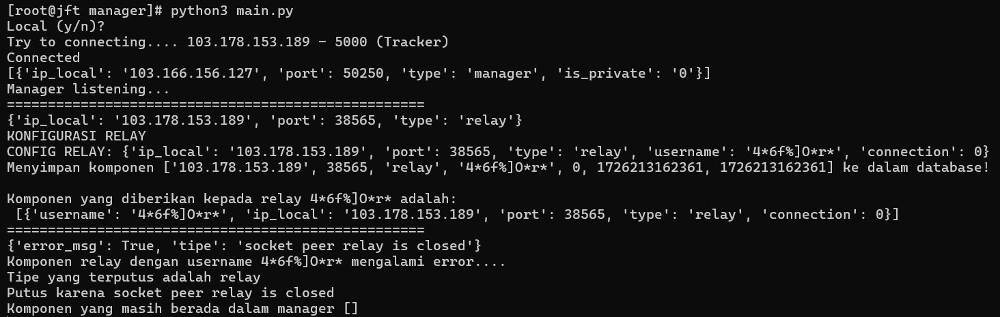 [root@jft manager]# python3 main.py
Local (y/n)?
Try to connecting.... 103.178.153.189 - 5000 (Tracker)
Connected
[{'ip_local': '103.166.156.127', 'port': 50250, 'type': 'manager', 'is_private': '0'}]
Manager listening...
===================================================
{'ip_local': '103.178.153.189', 'port': 38565, 'type': 'relay'}
KONFIGURASI RELAY
CONFIG RELAY: {'ip_local': '103.178.153.189', 'port': 38565, 'type': 'relay', 'username': '4*6f%]O*r*', 'connection': 0}
Menyimpan komponen ['103.178.153.189', 38565, 'relay', '4*6f%]O*r*', 0, 1726213162361, 1726213162361] ke dalam database!
Komponen yang diberikan kepada relay 4*6f%]O*r* adalah:
[{'username': '4*6f%]O*r*', 'ip_local': '103.178.153.189', 'port': 38565, 'type': 'relay', 'connection': 0}]
===================================================
{'error_msg': True, 'tipe': 'socket peer relay is closed'}
Komponen relay dengan username 4*6f%]O*r* mengalami error....
Tipe yang terputus adalah relay
Putus karena socket peer relay is closed
Komponen yang masih berada dalam manager []